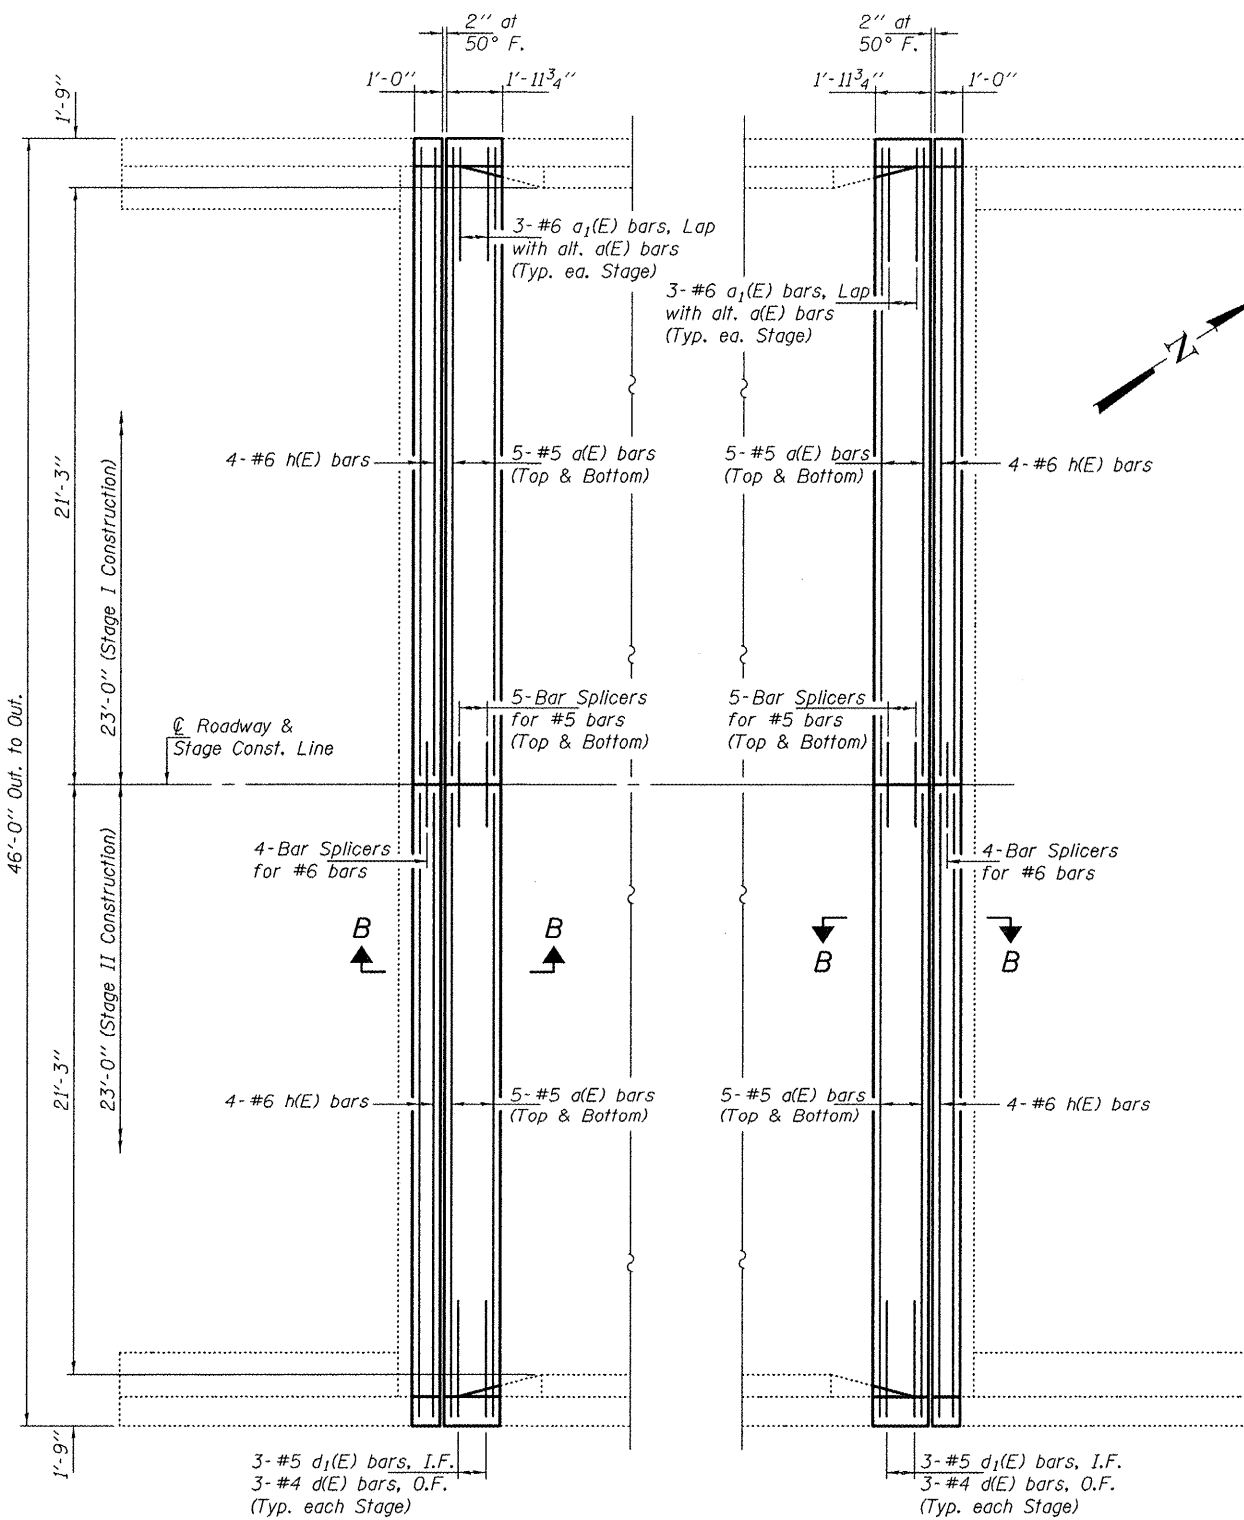 2'' at
50° F.
2'' at
50° F.
1'-0''
1'-11 3/4''
1'-11 3/4''
1'-0''
1'-9''
3-#6 a1(E) bars, Lap
with alt. a(E) bars
(Typ. ea. Stage)
3-#6 a1(E) bars, Lap
with alt. a(E) bars
(Typ. ea. Stage)
N
4-#6 h(E) bars
5-#5 a(E) bars
(Top & Bottom)
5-#5 a(E) bars
(Top & Bottom)
4-#6 h(E) bars
21'-3''
23'-0'' (Stage I Construction)
46'-0'' Out. to Out.
℄ Roadway &
Stage Const. Line
5-Bar Splicers
for #5 bars
(Top & Bottom)
5-Bar Splicers
for #5 bars
(Top & Bottom)
4-Bar Splicers
for #6 bars
4-Bar Splicers
for #6 bars
B
B
B
B
23'-0'' (Stage II Construction)
21'-3''
4-#6 h(E) bars
5-#5 a(E) bars
(Top & Bottom)
5-#5 a(E) bars
(Top & Bottom)
4-#6 h(E) bars
1'-9''
3-#5 d1(E) bars, I.F.
3-#4 d(E) bars, O.F.
(Typ. each Stage)
3-#5 d1(E) bars, I.F.
3-#4 d(E) bars, O.F.
(Typ. each Stage)